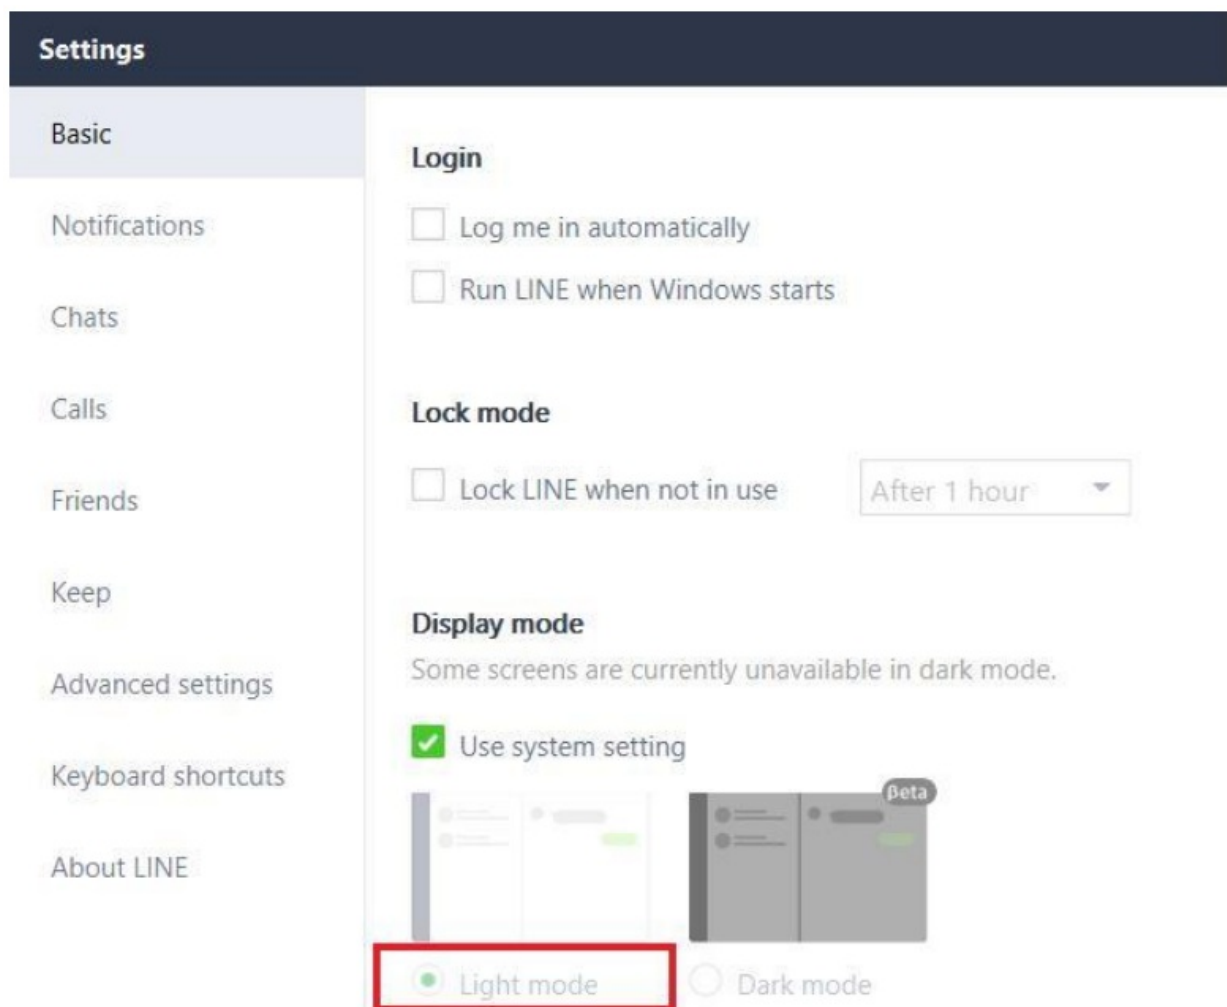 Settings
Basic
Notifications
Chats
Calls
Friends
Keep
Advanced settings
Keyboard shortcuts
About LINE
Login
Log me in automatically
Run LINE when Windows starts
Lock mode
Lock LINE when not in use After 1 hour
Display mode
Some screens are currently unavailable in dark mode.
Use system setting
βeta
Light mode Dark mode